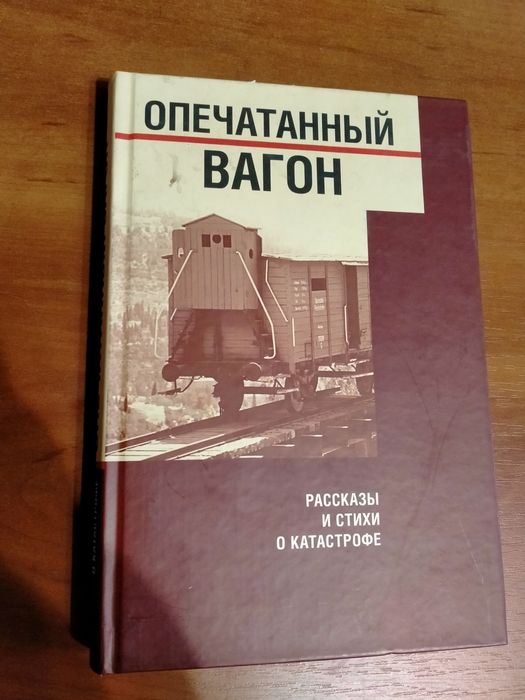 ОПЕЧАТАННЫЙ
ВАГОН
РАССКАЗЫ
И СТИХИ
О КАТАСТРОФЕ